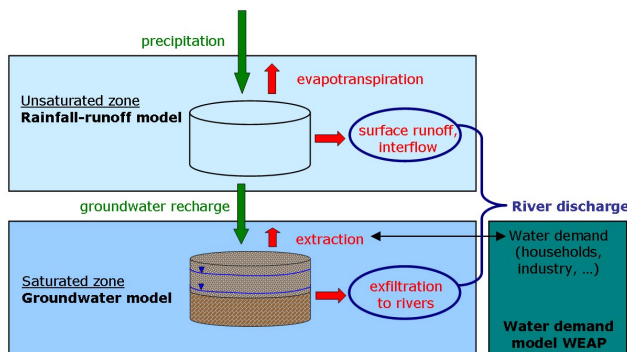 precipitation
evapotranspiration
Unsaturated zone
Rainfall-runoff model
surface runoff,
interflow
groundwater recharge
River discharge
extraction
Water demand
(households,
industry, ...)
Saturated zone
Groundwater model
exfiltration
to rivers
Water demand
model WEAP